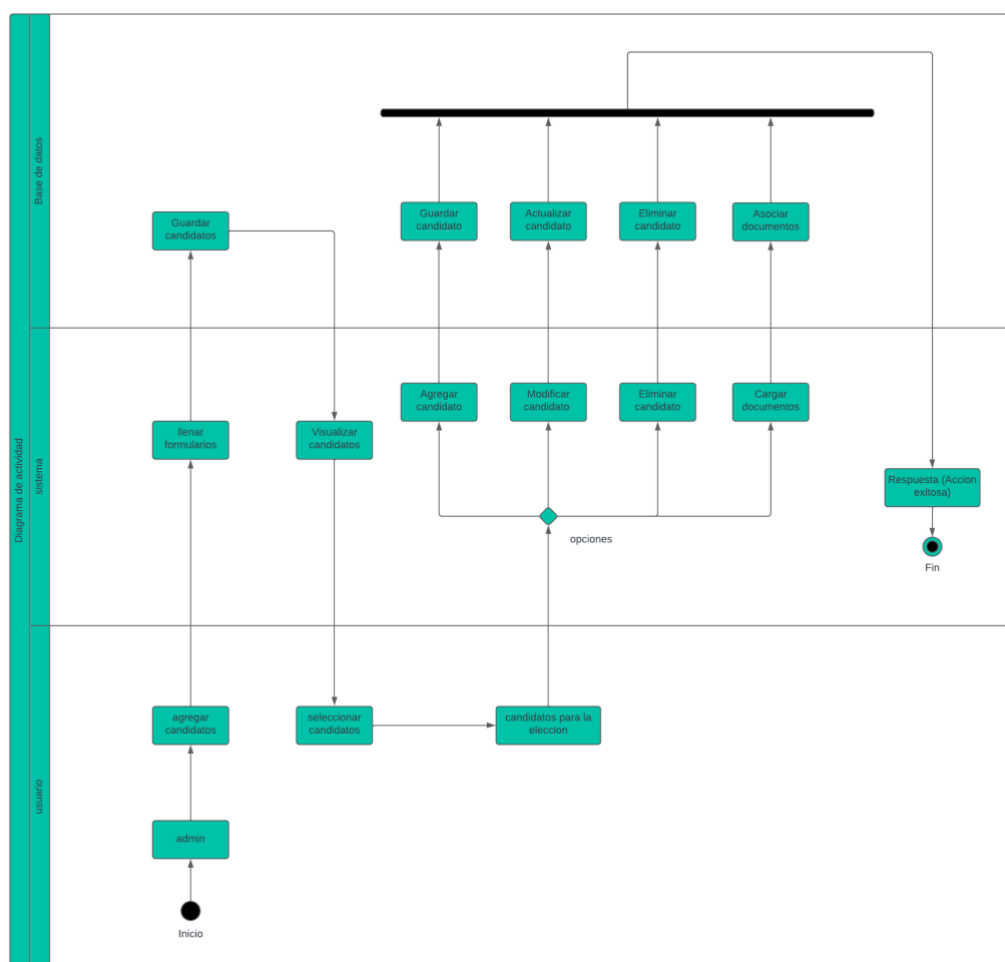 Diagrama de actividad
Base de datos
sistema
usuario
Guardar
candidatos
Guardar
candidato
Actualizar
candidato
Eliminar
candidato
Asociar
documentos
llenar
formularios
Visualizar
candidatos
Agregar
candidato
Modificar
candidato
Eliminar
candidato
Cargar
documentos
Respuesta (Accion
exitosa)
opciones
Fin
agregar
candidatos
seleccionar
candidatos
candidatos para la
eleccion
admin
Inicio